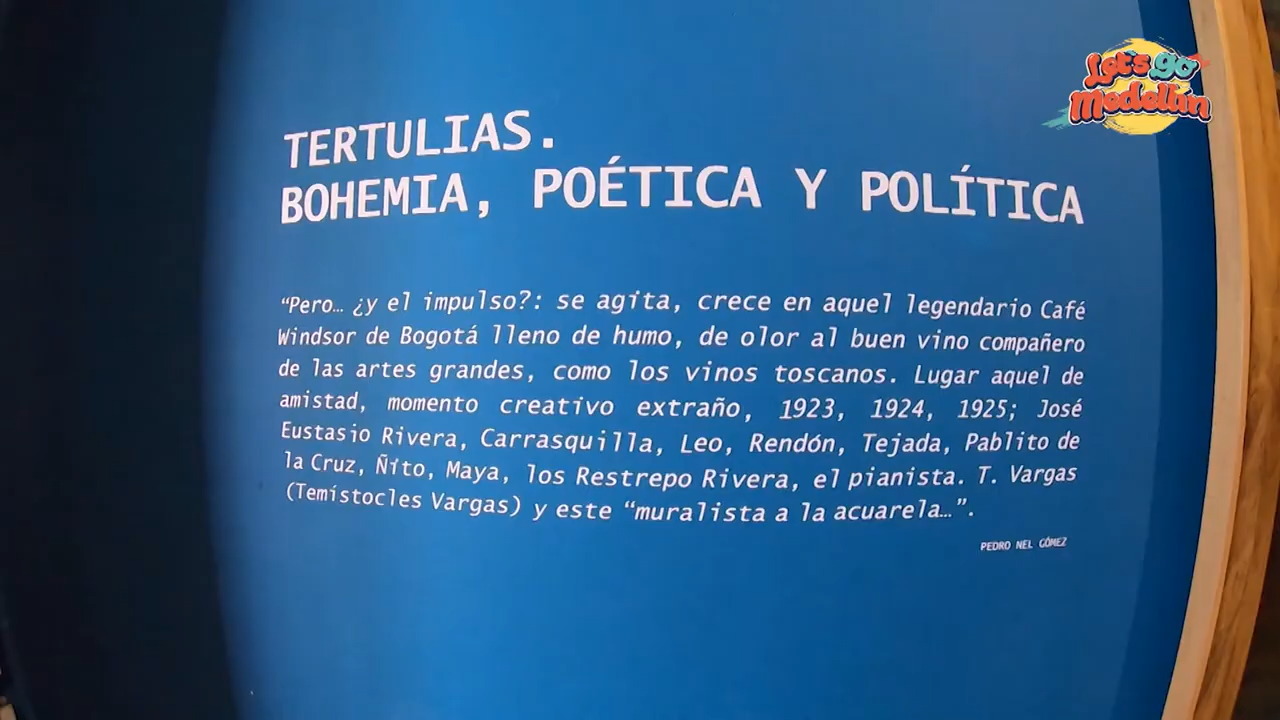 Let's go
Medellín
TERTULIAS.
BOHEMIA, POÉTICA Y POLÍTICA
“Pero… ¿y el impulso?: se agita, crece en aquel legendario Café
Windsor de Bogotá lleno de humo, de olor al buen vino compañero
de las artes grandes, como los vinos toscanos. Lugar aquel de
amistad, momento creativo extraño, 1923, 1924, 1925; José
Eustasio Rivera, Carrasquilla, Leo, Rendón, Tejada, Pablito de
la Cruz, Ñito, Maya, los Restrepo Rivera, el pianista. T. Vargas
(Temístocles Vargas) y este “muralista a la acuarela…”.
PEDRO NEL GÓMEZ